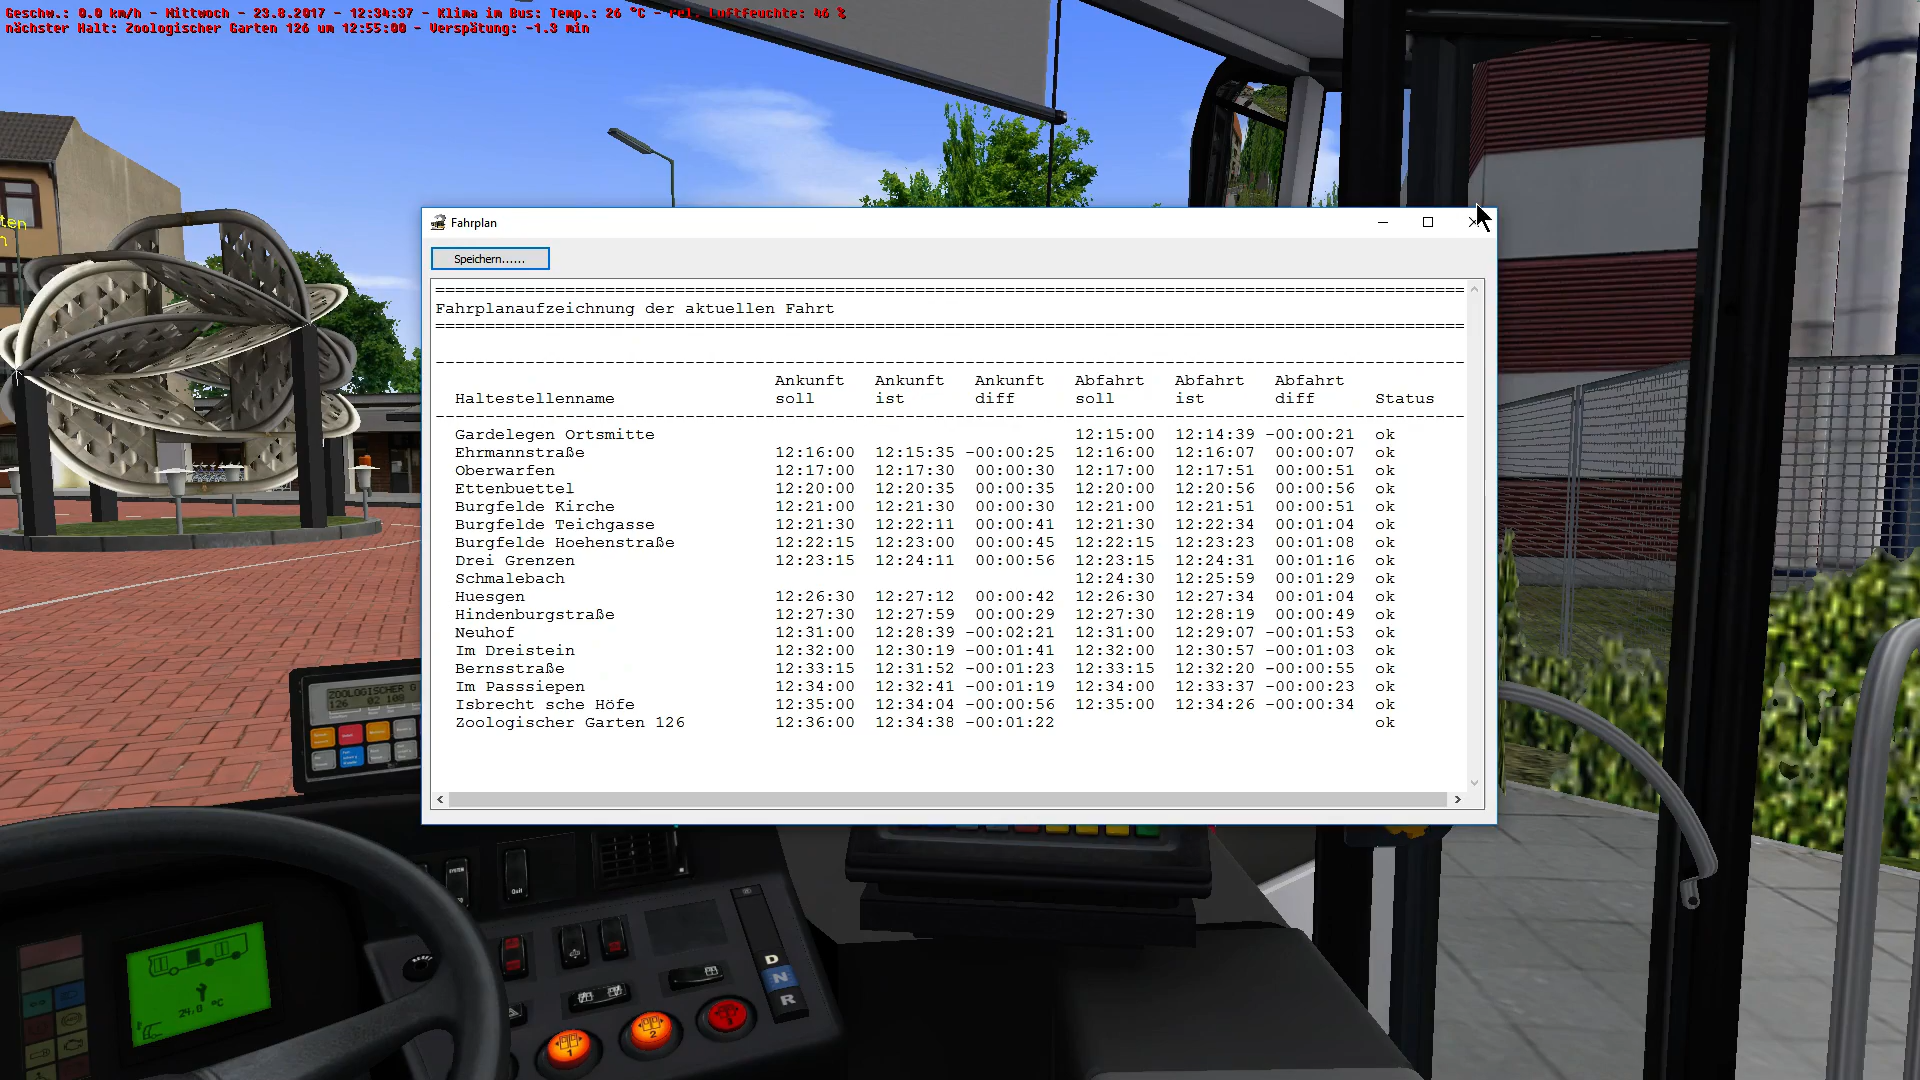 Geschw.: 0.0 km/h - Mittwoch - 23.8.2017 - 12:34:37 - Klima im Bus: Temp.: 26 °C - rel. Luftfeuchte: 46 %
nächster Halt: Zoologischer Garten 126 um 12:55:00 - Verspätung: -1.3 min
Fahrplan
Speichern......
Fahrplanaufzeichnung der aktuellen Fahrt
Ankunft Ankunft Ankunft Abfahrt Abfahrt Abfahrt
Haltestellenname soll ist diff soll ist diff Status
Gardelegen Ortsmitte 12:15:00 12:14:39 -00:00:21 ok
Ehrmannstraße 12:16:00 12:15:35 -00:00:25 12:16:00 12:16:07 00:00:07 ok
Oberwarfen 12:17:00 12:17:30 00:00:30 12:17:00 12:17:51 00:00:51 ok
Ettenbuettel 12:20:00 12:20:35 00:00:35 12:20:00 12:20:56 00:00:56 ok
Burgfelde Kirche 12:21:00 12:21:30 00:00:30 12:21:00 12:21:51 00:00:51 ok
Burgfelde Teichgasse 12:21:30 12:22:11 00:00:41 12:21:30 12:22:34 00:01:04 ok
Burgfelde Hoehenstraße 12:22:15 12:23:00 00:00:45 12:22:15 12:23:23 00:01:08 ok
Drei Grenzen 12:23:15 12:24:11 00:00:56 12:23:15 12:24:31 00:01:16 ok
Schmalebach 12:24:30 12:25:59 00:01:29 ok
Huesgen 12:26:30 12:27:12 00:00:42 12:26:30 12:27:34 00:01:04 ok
Hindenburgstraße 12:27:30 12:27:59 00:00:29 12:27:30 12:28:19 00:00:49 ok
Neuhof 12:31:00 12:28:39 -00:02:21 12:31:00 12:29:07 -00:01:53 ok
Im Dreistein 12:32:00 12:30:19 -00:01:41 12:32:00 12:30:57 -00:01:03 ok
Bernsstraße 12:33:15 12:31:52 -00:01:23 12:33:15 12:32:20 -00:00:55 ok
Im Passsiepen 12:34:00 12:32:41 -00:01:19 12:34:00 12:33:37 -00:00:23 ok
Isbrecht sche Höfe 12:35:00 12:34:04 -00:00:56 12:35:00 12:34:26 -00:00:34 ok
Zoologischer Garten 126 12:36:00 12:34:38 -00:01:22 ok
ZOOLOGISCHER G
126 02 108
Quit
D
N
R
24,0 °C
1
2